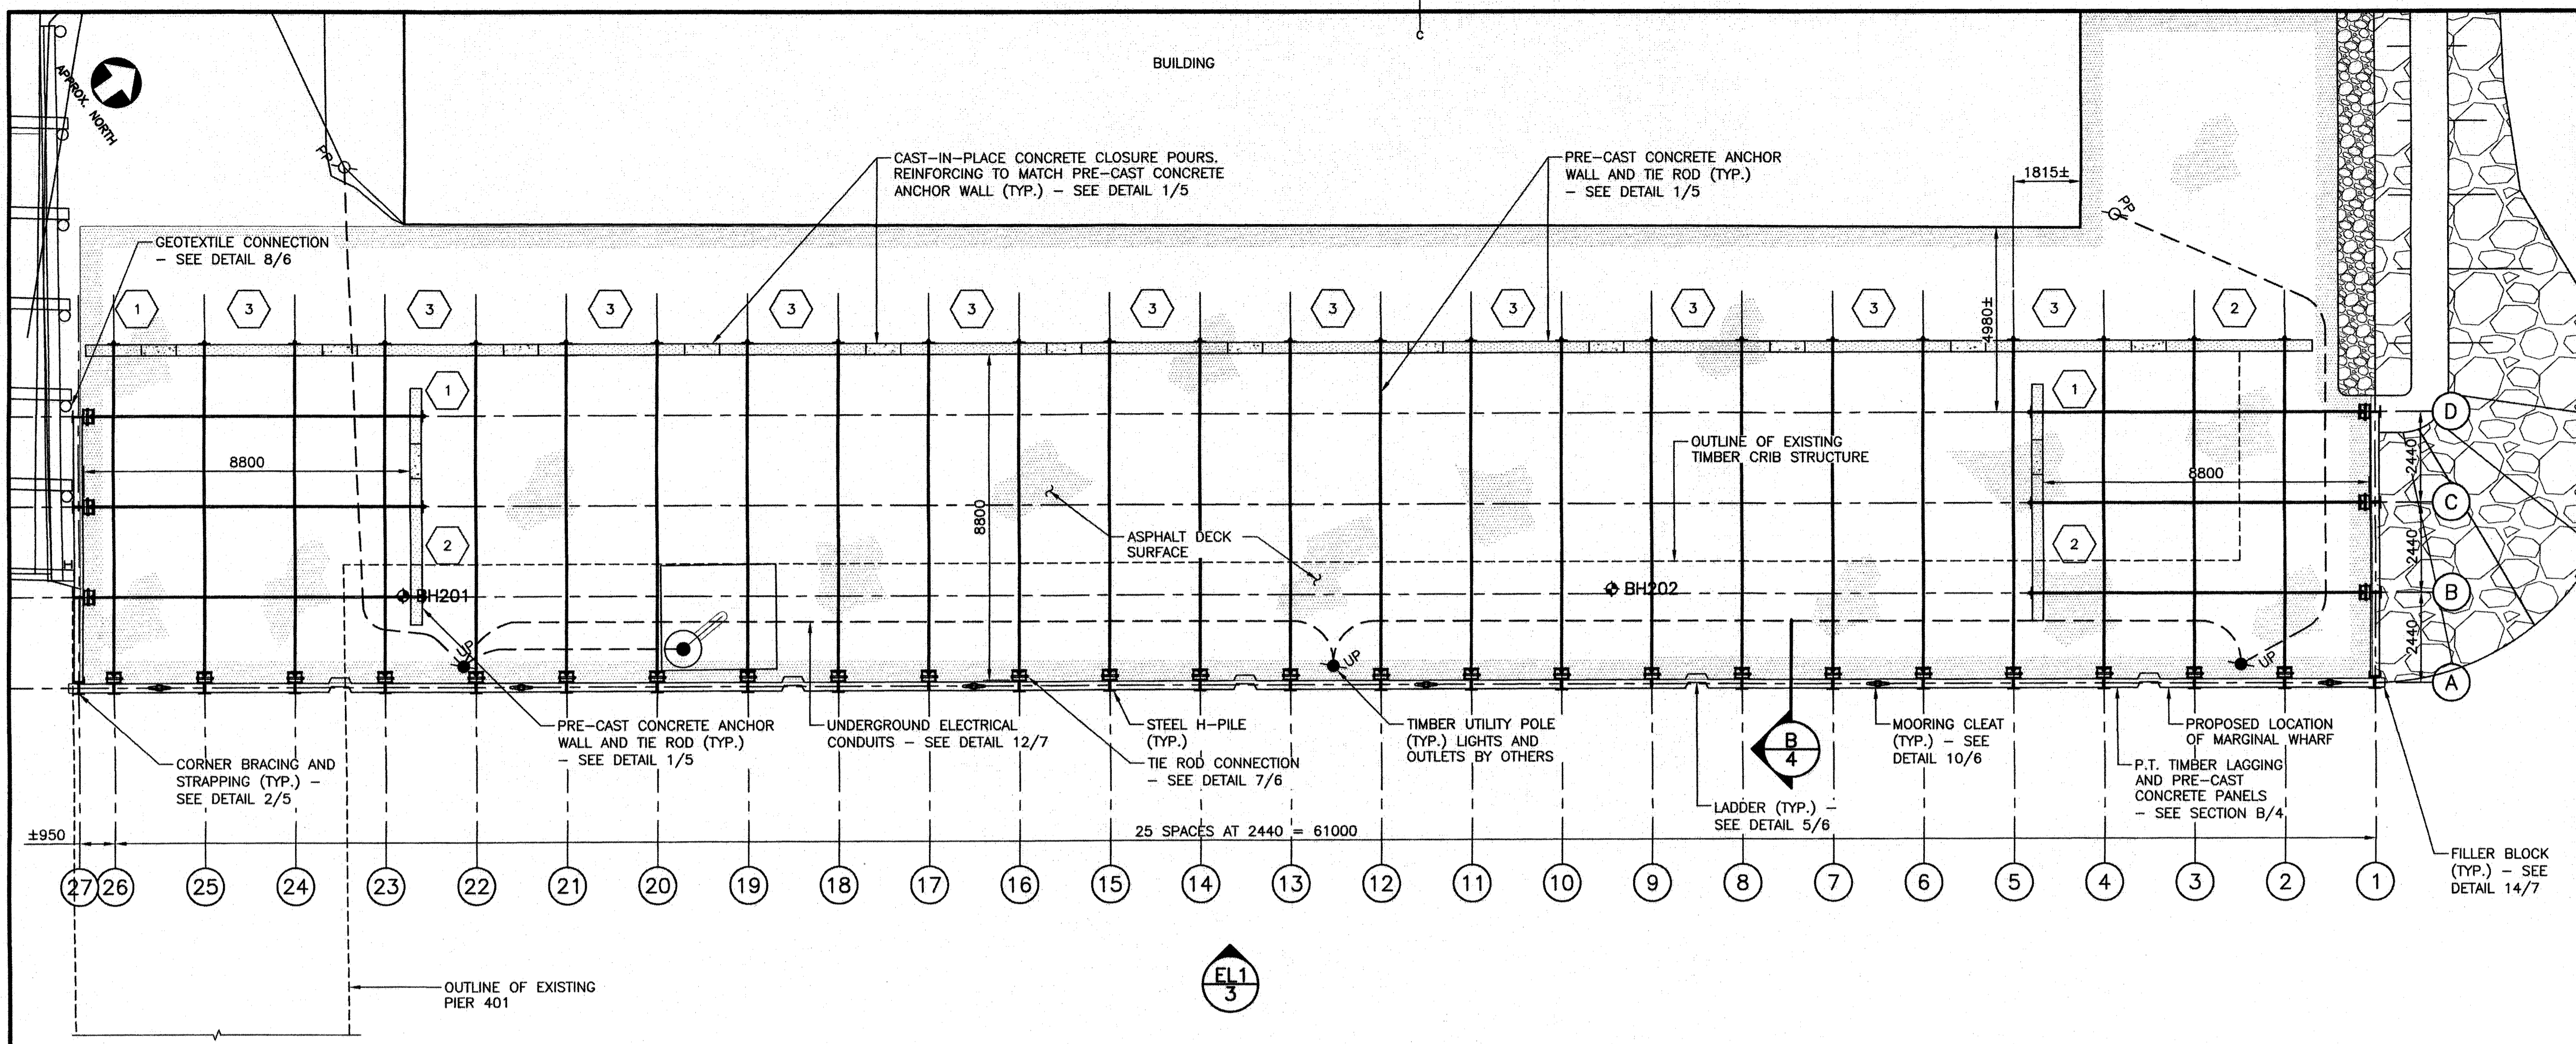 C
BUILDING
APPROX. NORTH
PP
CAST-IN-PLACE CONCRETE CLOSURE POURS.
REINFORCING TO MATCH PRE-CAST CONCRETE
ANCHOR WALL (TYP.) - SEE DETAIL 1/5
PRE-CAST CONCRETE ANCHOR
WALL AND TIE ROD (TYP.)
- SEE DETAIL 1/5
1815±
PP
GEOTEXTILE CONNECTION
- SEE DETAIL 8/6
1
3
3
3
3
3
3
3
3
3
3
3
2
4980±
1
1
D
OUTLINE OF EXISTING
TIMBER CRIB STRUCTURE
2440
8800
8800
8800
C
ASPHALT DECK
SURFACE
2
2
2440
BH201
BH202
B
UP
UP
UP
2440
A
PRE-CAST CONCRETE ANCHOR
WALL AND TIE ROD (TYP.)
- SEE DETAIL 1/5
UNDERGROUND ELECTRICAL
CONDUITS - SEE DETAIL 12/7
STEEL H-PILE
(TYP.)
TIE ROD CONNECTION
- SEE DETAIL 7/6
TIMBER UTILITY POLE
(TYP.) LIGHTS AND
OUTLETS BY OTHERS
B
4
MOORING CLEAT
(TYP.) - SEE
DETAIL 10/6
PROPOSED LOCATION
OF MARGINAL WHARF
CORNER BRACING AND
STRAPPING (TYP.) -
SEE DETAIL 2/5
P.T. TIMBER LAGGING
AND PRE-CAST
CONCRETE PANELS
- SEE SECTION B/4
LADDER (TYP.) -
SEE DETAIL 5/6
±950
25 SPACES AT 2440 = 61000
FILLER BLOCK
(TYP.) - SEE
DETAIL 14/7
27
26
25
24
23
22
21
20
19
18
17
16
15
14
13
12
11
10
9
8
7
6
5
4
3
2
1
EL1
3
OUTLINE OF EXISTING
PIER 401